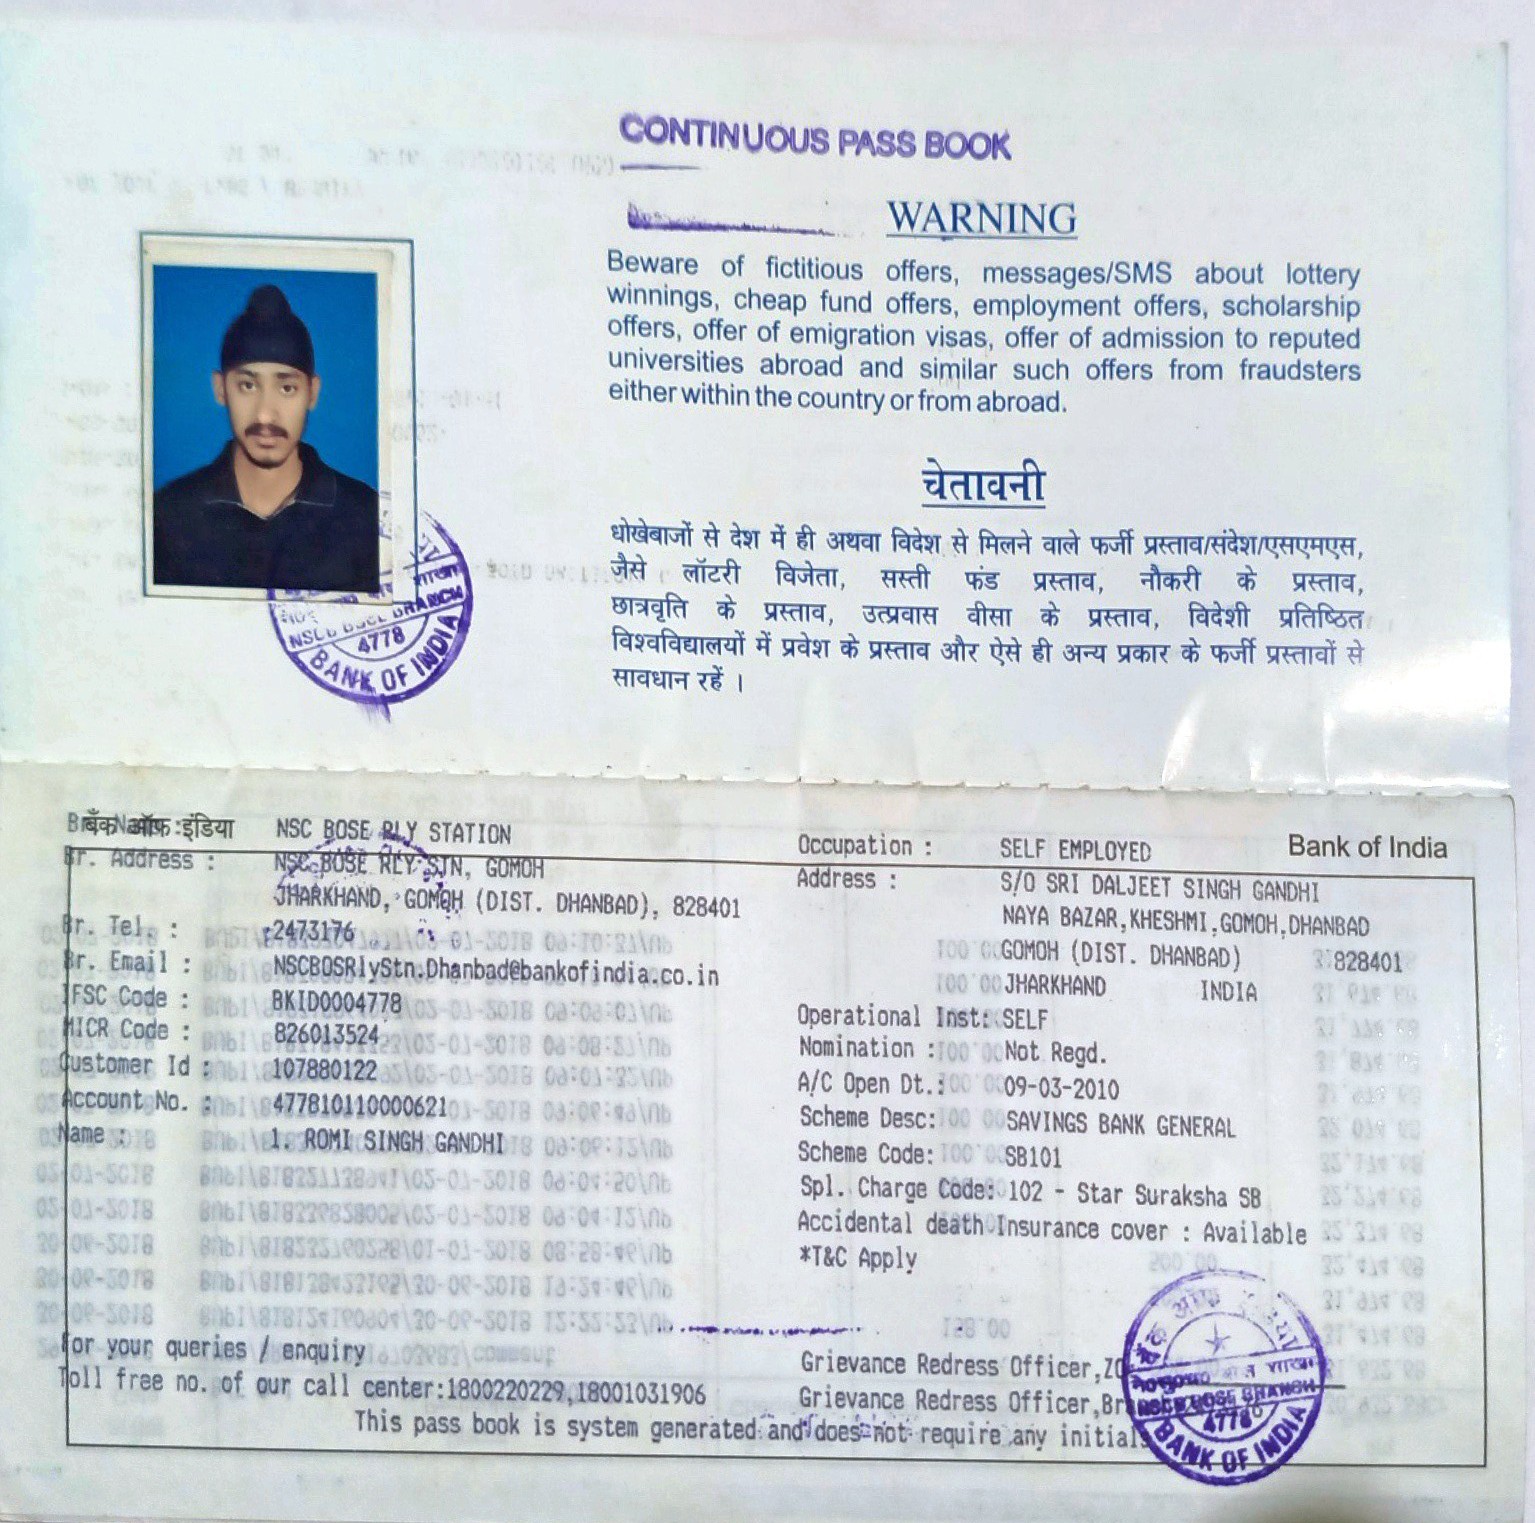 CONTINUOUS PASS BOOK
WARNING
Beware of fictitious offers, messages/SMS about lottery
winnings, cheap fund offers, employment offers, scholarship
offers, offer of emigration visas, offer of admission to reputed
universities abroad and similar such offers from fraudsters
either within the country or from abroad.
चेतावनी
धोखेबाजों से देश में ही अथवा विदेश से मिलने वाले फर्जी प्रस्ताव/संदेश/एसएमएस,
जैसे लॉटरी विजेता, सस्ती फंड प्रस्ताव, नौकरी के प्रस्ताव,
छात्रवृति के प्रस्ताव, उत्प्रवास वीसा के प्रस्ताव, विदेशी प्रतिष्ठित
विश्वविद्यालयों में प्रवेश के प्रस्ताव और ऐसे ही अन्य प्रकार के फर्जी प्रस्तावों से
सावधान रहें ।
शाखा
NSCB BOSE BRANCH
4778
BANK OF INDIA
बैंक ऑफ इंडिया
Bank of India
Br. Name : NSC BOSE RLY STATION
Br. Address : NSC BOSE RLY STN, GOMOH
JHARKHAND, GOMOH (DIST. DHANBAD), 828401
Br. Tel. : 2473176
Br. Email : NSCBOSRlyStn.Dhanbad@bankofindia.co.in
IFSC Code : BKID0004778
MICR Code : 826013524
Customer Id : 107880122
Account No. : 477810110000621
Name : 1. ROMI SINGH GANDHI
Occupation : SELF EMPLOYED
Address : S/O SRI DALJEET SINGH GANDHI
NAYA BAZAR,KHESHMI,GOMOH,DHANBAD
GOMOH (DIST. DHANBAD) 828401
JHARKHAND INDIA
Operational Inst: SELF
Nomination : Not Regd.
A/C Open Dt.: 09-03-2010
Scheme Desc: SAVINGS BANK GENERAL
Scheme Code: SB101
Spl. Charge Code: 102 - Star Suraksha SB
Accidental death Insurance cover : Available
*T&C Apply
For your queries / enquiry
Toll free no. of our call center:1800220229,18001031906
Grievance Redress Officer,ZO
Grievance Redress Officer,Bran
This pass book is system generated and does not require any initials
बैंक ऑफ
शाखा
NSCB BOSE BRANCH
4778
BANK OF INDIA